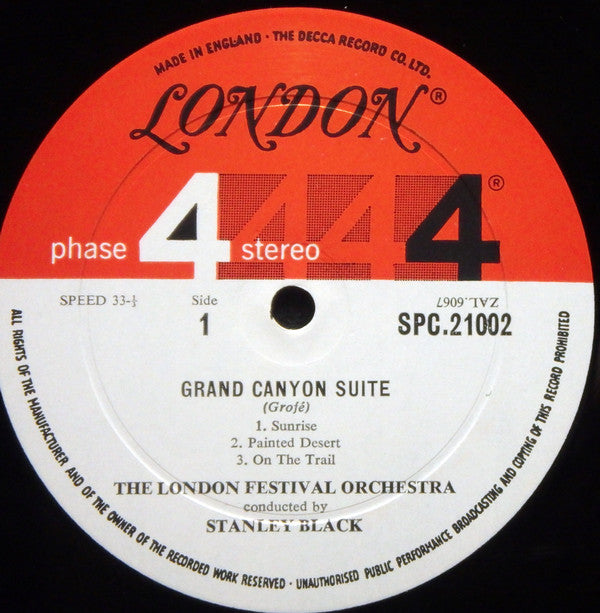 MADE IN ENGLAND · THE DECCA RECORD CO. LTD.
LONDON®
phase 4 stereo 4 4 4®
SPEED 33-⅓
Side
1
ZAL.6067
SPC.21002
GRAND CANYON SUITE
(Grofé)
1. Sunrise
2. Painted Desert
3. On The Trail
THE LONDON FESTIVAL ORCHESTRA
conducted by
STANLEY BLACK
ALL RIGHTS OF THE MANUFACTURER AND OF THE OWNER OF THE RECORDED WORK RESERVED · UNAUTHORISED PUBLIC PERFORMANCE BROADCASTING AND COPYING OF THIS RECORD PROHIBITED